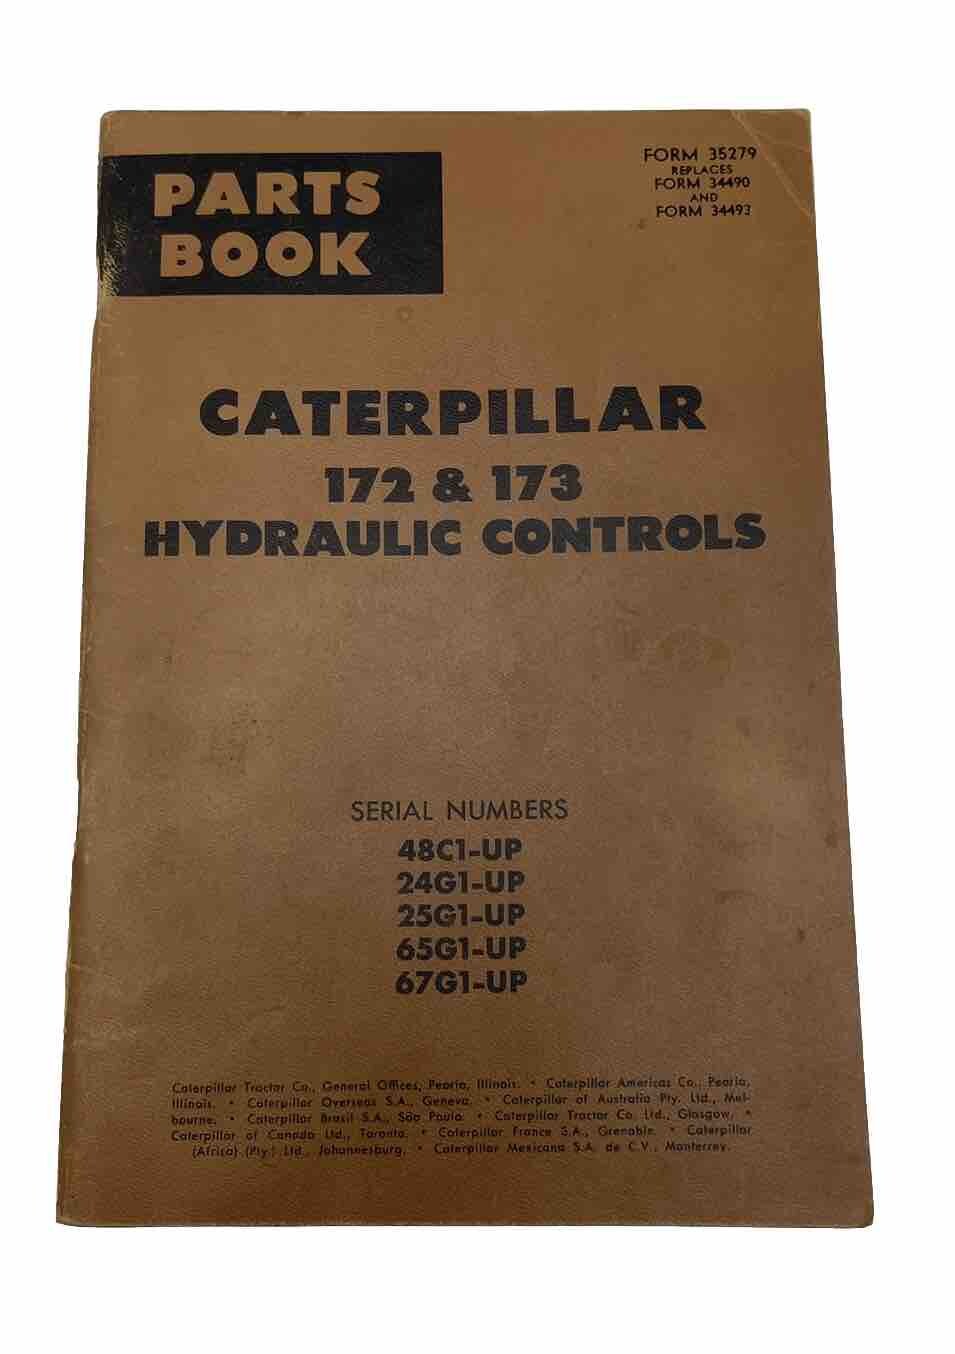 PARTS
BOOK
FORM 35279
REPLACES
FORM 34490
AND
FORM 34493
CATERPILLAR
172 & 173
HYDRAULIC CONTROLS
SERIAL NUMBERS
48C1-UP
24G1-UP
25G1-UP
65G1-UP
67G1-UP
Caterpillar Tractor Co., General Offices, Peoria, Illinois. • Caterpillar Americas Co., Peoria,
Illinois. • Caterpillar Overseas S.A., Geneva. • Caterpillar of Australia Pty. Ltd., Mel-
bourne. • Caterpillar Brasil S.A., São Paulo. • Caterpillar Tractor Co. Ltd., Glasgow. •
Caterpillar of Canada Ltd., Toronto. • Caterpillar France S.A., Grenoble. • Caterpillar
(Africa) (Pty.) Ltd., Johannesburg. • Caterpillar Mexicana S.A. de C.V., Monterrey.